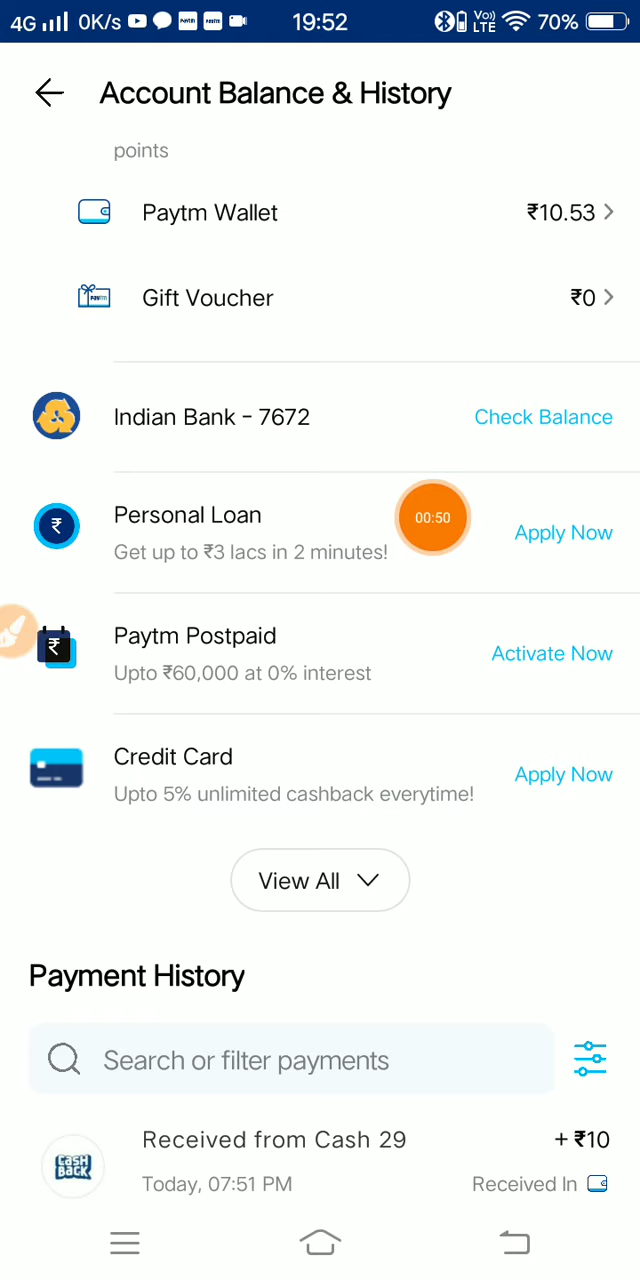 4G 0K/s 19:52 Vo) LTE 70%
Account Balance & History
points
Paytm Wallet ₹10.53
Gift Voucher ₹0
Indian Bank - 7672 Check Balance
Personal Loan 00:50
Get up to ₹3 lacs in 2 minutes! Apply Now
Paytm Postpaid
Upto ₹60,000 at 0% interest Activate Now
Credit Card
Upto 5% unlimited cashback everytime! Apply Now
View All
Payment History
Search or filter payments
Received from Cash 29 + ₹10
CASH BACK
Today, 07:51 PM Received In